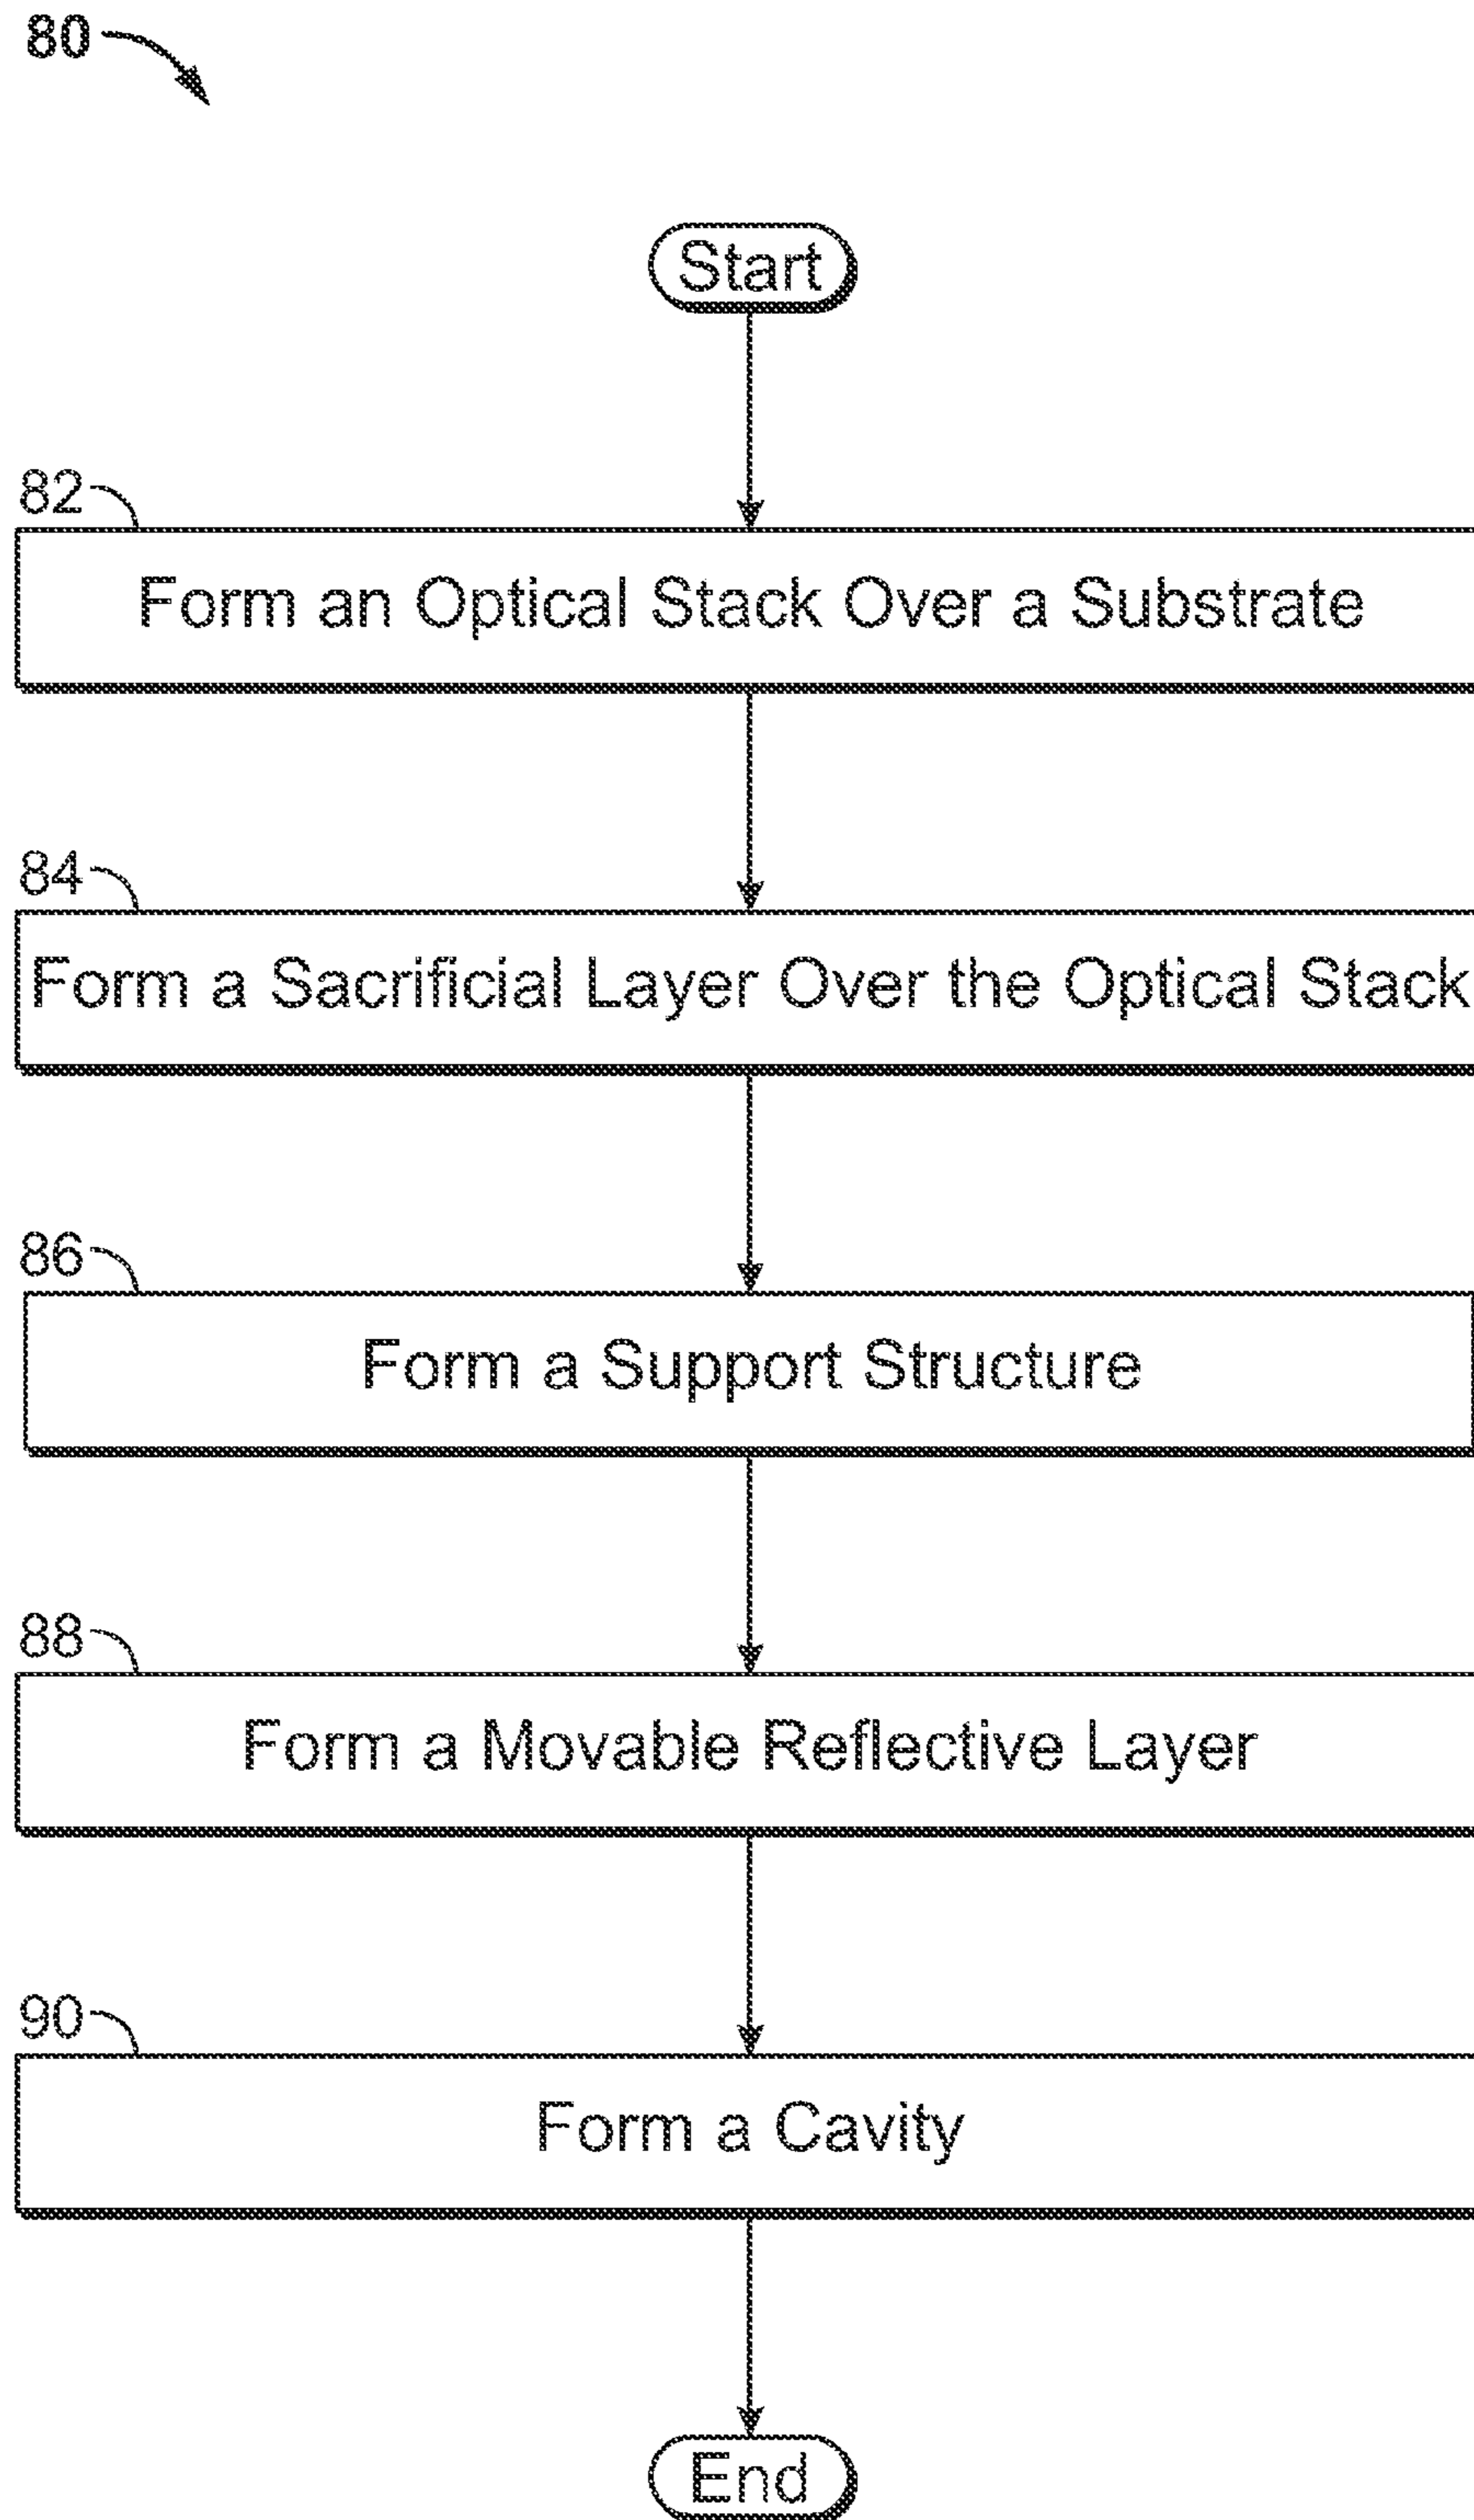 80
Start
82
Form an Optical Stack Over a Substrate
84
Form a Sacrificial Layer Over the Optical Stack
86
Form a Support Structure
88
Form a Movable Reflective Layer
90
Form a Cavity
End